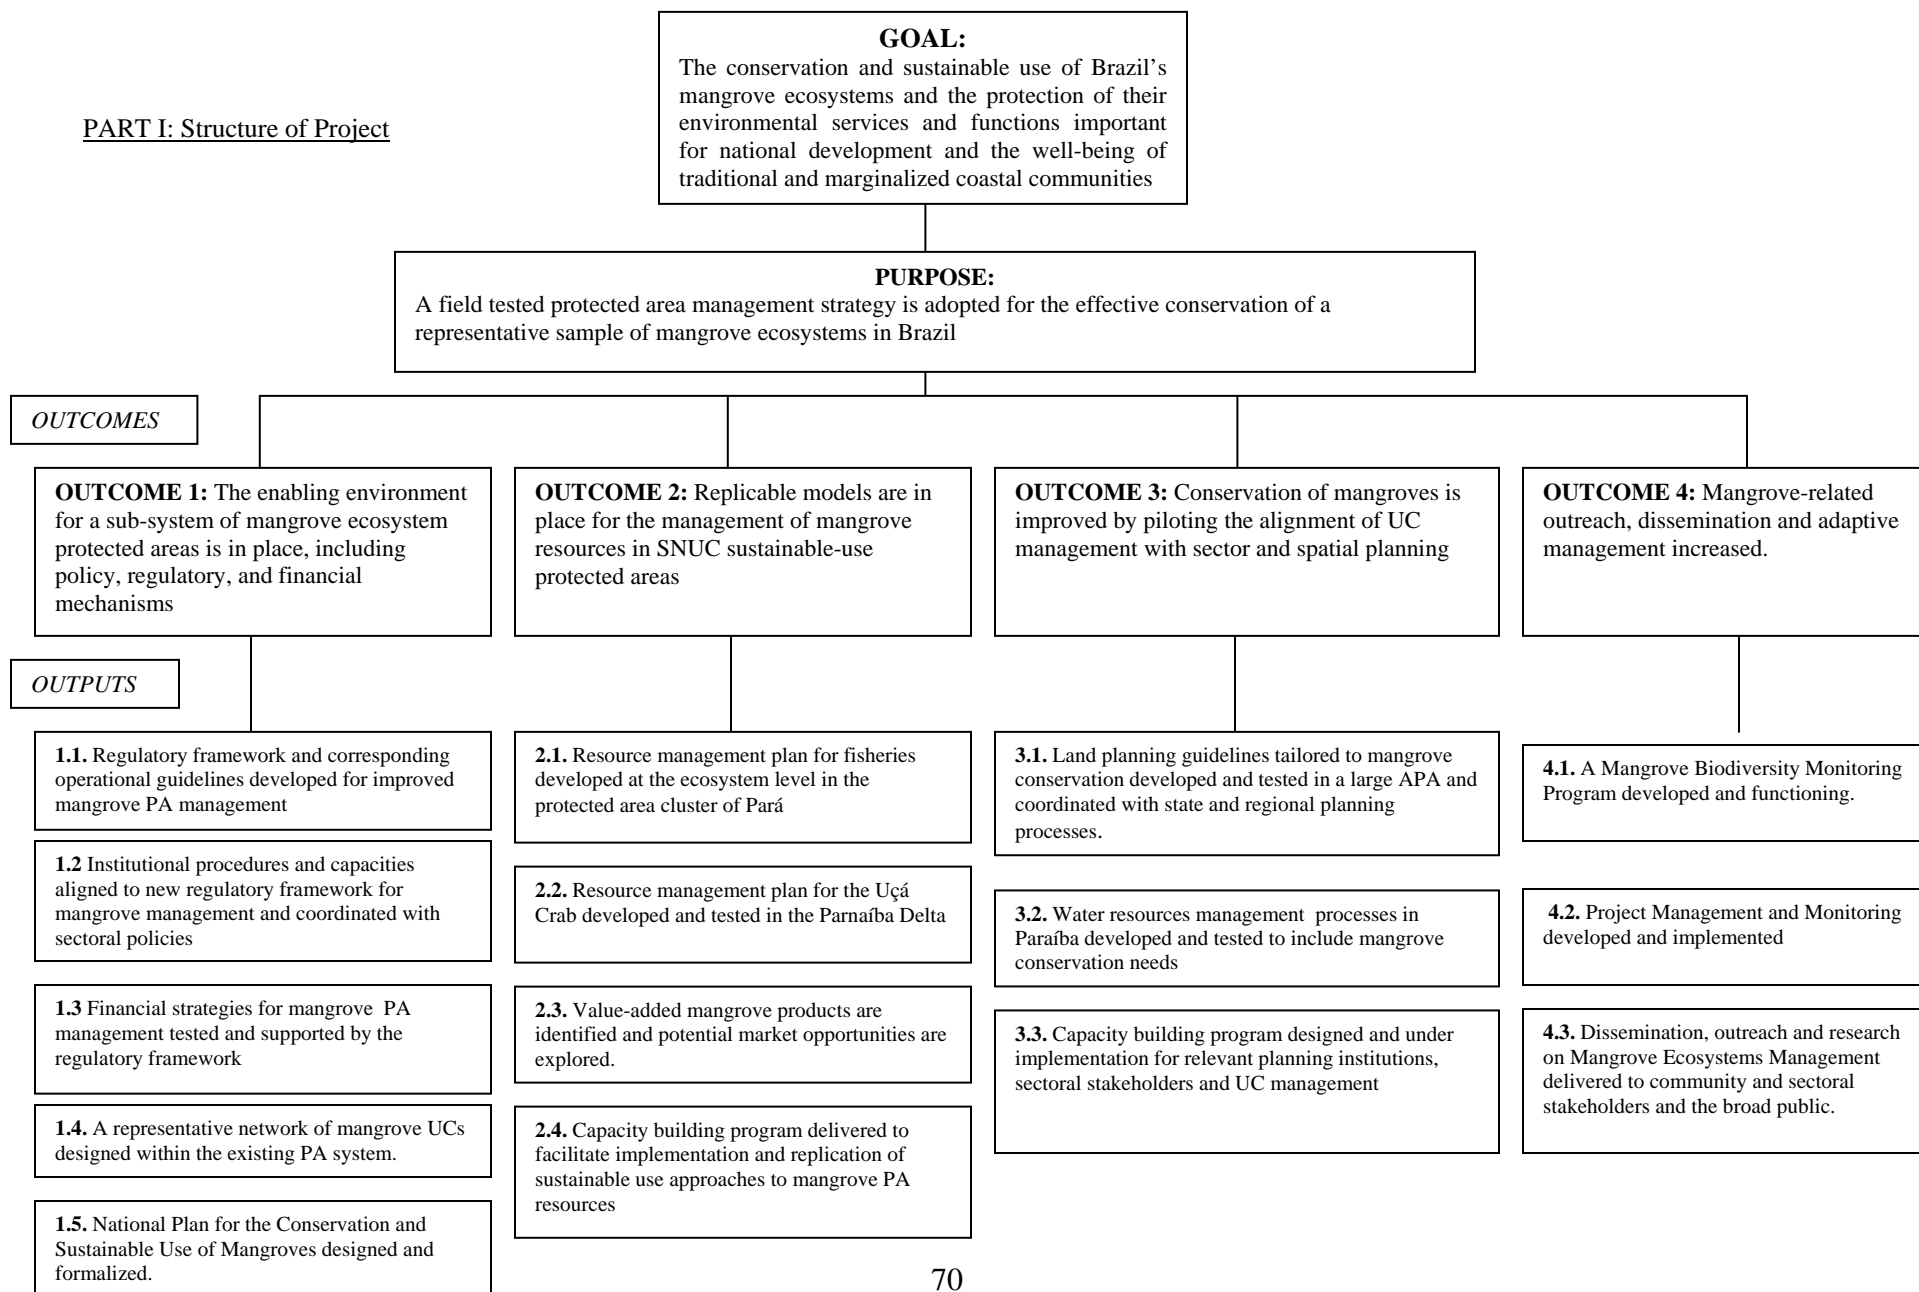 PART I: Structure of Project
GOAL:
The conservation and sustainable use of Brazil's
mangrove ecosystems and the protection of their
environmental services and functions important
for national development and the well-being of
traditional and marginalized coastal communities
PURPOSE:
A field tested protected area management strategy is adopted for the effective conservation of a
representative sample of mangrove ecosystems in Brazil
OUTCOMES
OUTCOME 1: The enabling environment
for a sub-system of mangrove ecosystem
protected areas is in place, including
policy, regulatory, and financial
mechanisms
OUTCOME 2: Replicable models are in
place for the management of mangrove
resources in SNUC sustainable-use
protected areas
OUTCOME 3: Conservation of mangroves is
improved by piloting the alignment of UC
management with sector and spatial planning
OUTCOME 4: Mangrove-related
outreach, dissemination and adaptive
management increased.
OUTPUTS
1.1. Regulatory framework and corresponding
operational guidelines developed for improved
mangrove PA management
1.2 Institutional procedures and capacities
aligned to new regulatory framework for
mangrove management and coordinated with
sectoral policies
1.3 Financial strategies for mangrove PA
management tested and supported by the
regulatory framework
1.4. A representative network of mangrove UCs
designed within the existing PA system.
1.5. National Plan for the Conservation and
Sustainable Use of Mangroves designed and
formalized.
2.1. Resource management plan for fisheries
developed at the ecosystem level in the
protected area cluster of Pará
2.2. Resource management plan for the Uçá
Crab developed and tested in the Parnaíba Delta
2.3. Value-added mangrove products are
identified and potential market opportunities are
explored.
2.4. Capacity building program delivered to
facilitate implementation and replication of
sustainable use approaches to mangrove PA
resources
3.1. Land planning guidelines tailored to mangrove
conservation developed and tested in a large APA and
coordinated with state and regional planning
processes.
3.2. Water resources management processes in
Paraíba developed and tested to include mangrove
conservation needs
3.3. Capacity building program designed and under
implementation for relevant planning institutions,
sectoral stakeholders and UC management
4.1. A Mangrove Biodiversity Monitoring
Program developed and functioning.
4.2. Project Management and Monitoring
developed and implemented
4.3. Dissemination, outreach and research
on Mangrove Ecosystems Management
delivered to community and sectoral
stakeholders and the broad public.
70